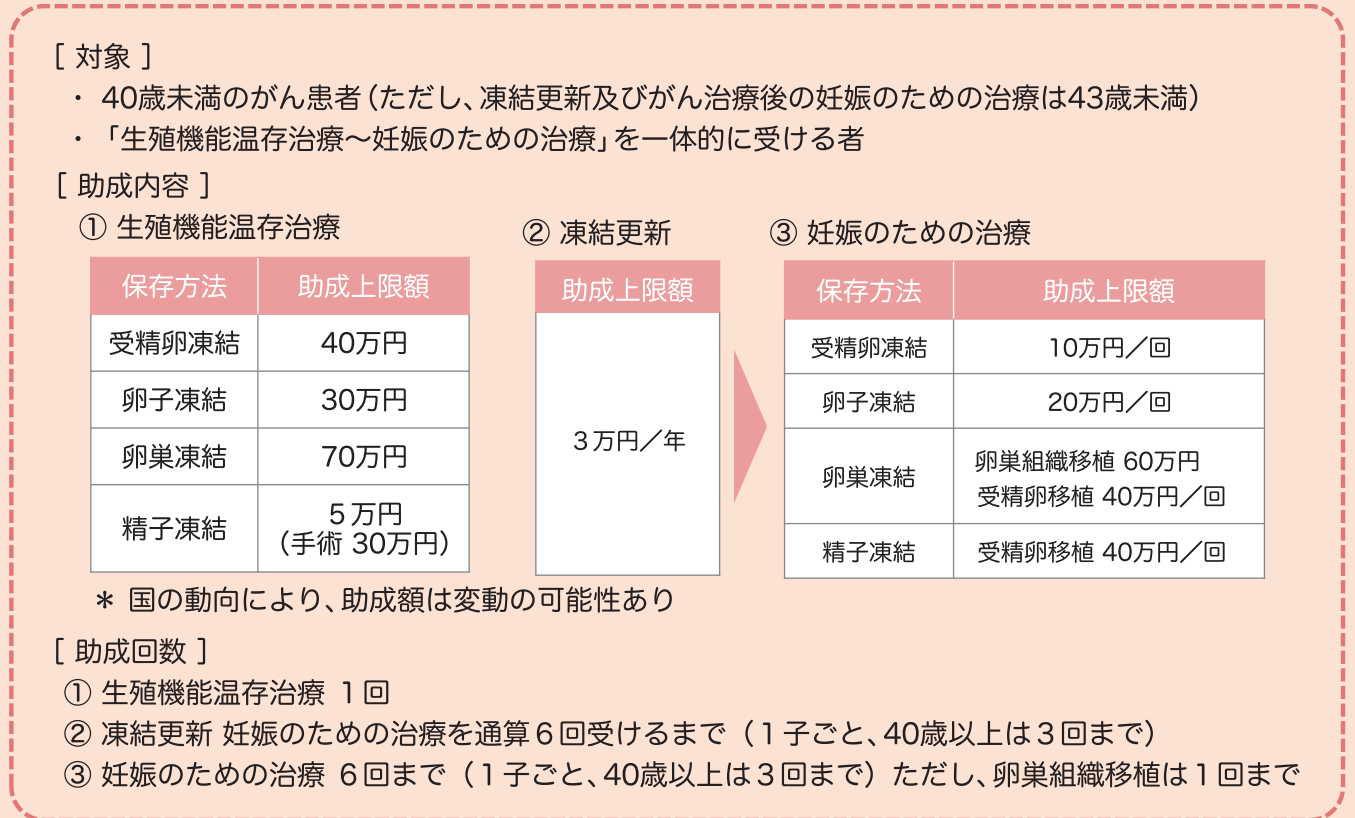 [ 対象 ]
・ 40歳未満のがん患者（ただし、凍結更新及びがん治療後の妊娠のための治療は43歳未満）
・ 「生殖機能温存治療～妊娠のための治療」を一体的に受ける者
[ 助成内容 ]
① 生殖機能温存治療
保存方法 助成上限額
受精卵凍結 40万円
卵子凍結 30万円
卵巣凍結 70万円
精子凍結 5万円
（手術 30万円）
② 凍結更新
助成上限額
3万円／年
③ 妊娠のための治療
保存方法 助成上限額
受精卵凍結 10万円／回
卵子凍結 20万円／回
卵巣凍結 卵巣組織移植 60万円
受精卵移植 40万円／回
精子凍結 受精卵移植 40万円／回
＊ 国の動向により、助成額は変動の可能性あり
[ 助成回数 ]
① 生殖機能温存治療 1回
② 凍結更新 妊娠のための治療を通算6回受けるまで（1子ごと、40歳以上は3回まで）
③ 妊娠のための治療 6回まで（1子ごと、40歳以上は3回まで）ただし、卵巣組織移植は1回まで